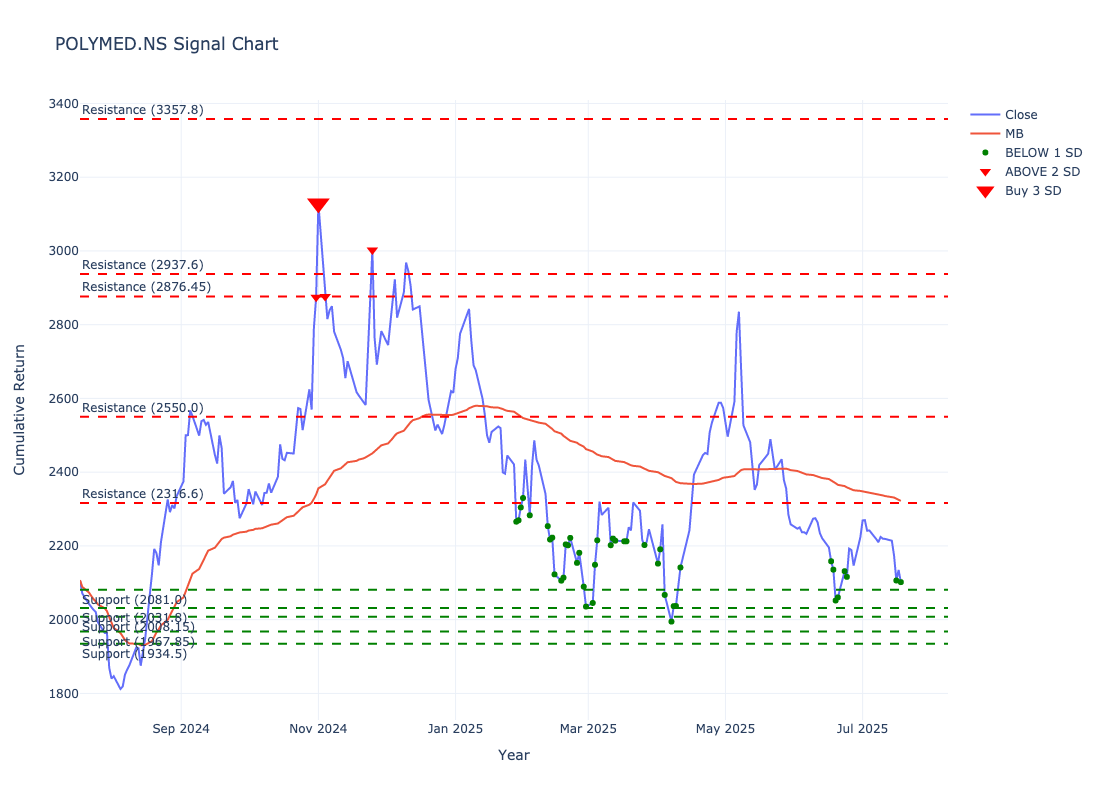 POLYMED.NS Signal Chart
3400
3200
3000
2800
2600
2400
2200
2000
1800
Cumulative Return
Resistance (3357.8)
Resistance (2937.6)
Resistance (2876.45)
Resistance (2550.0)
Resistance (2316.6)
Support (2081.0)
Support (2031.8)
Support (2008.15)
Support (1967.85)
Support (1934.5)
Sep 2024
Nov 2024
Jan 2025
Mar 2025
May 2025
Jul 2025
Year
Close
MB
BELOW 1 SD
ABOVE 2 SD
Buy 3 SD